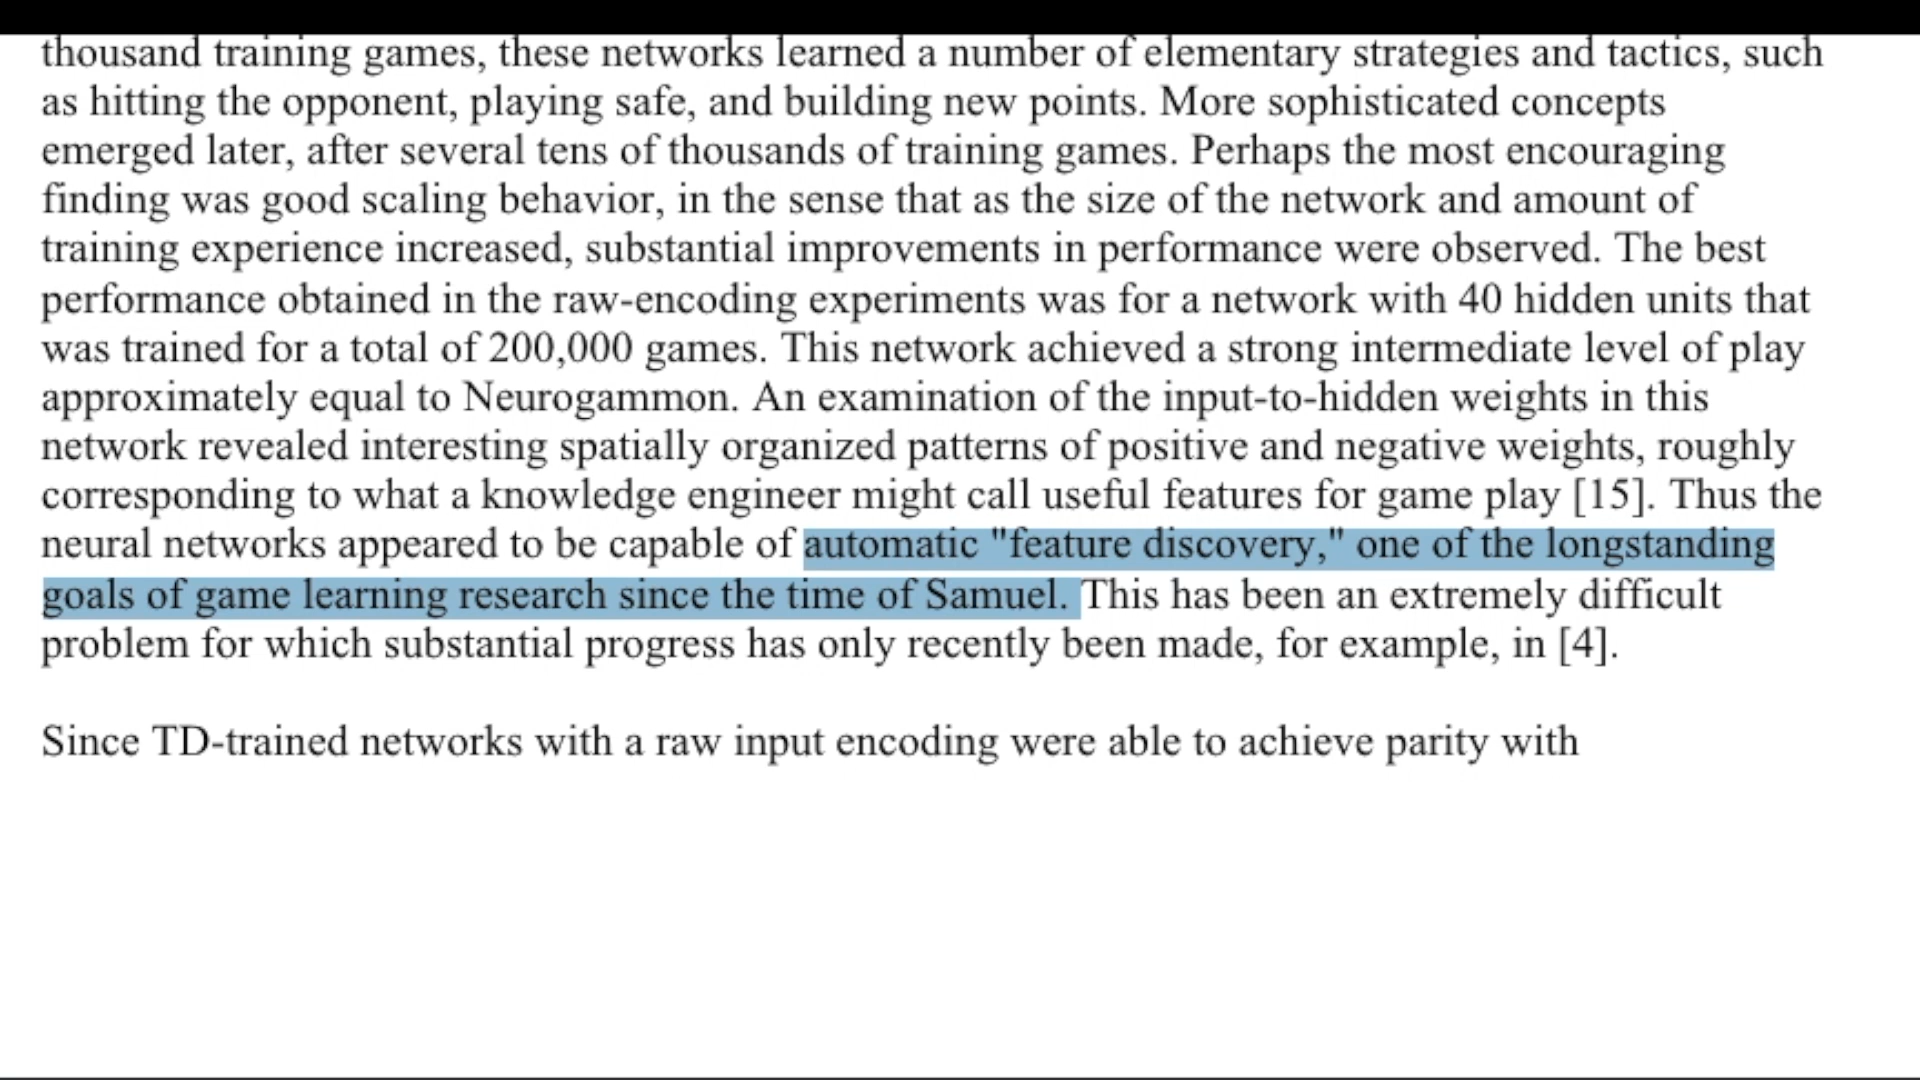 thousand training games, these networks learned a number of elementary strategies and tactics, such
as hitting the opponent, playing safe, and building new points. More sophisticated concepts
emerged later, after several tens of thousands of training games. Perhaps the most encouraging
finding was good scaling behavior, in the sense that as the size of the network and amount of
training experience increased, substantial improvements in performance were observed. The best
performance obtained in the raw-encoding experiments was for a network with 40 hidden units that
was trained for a total of 200,000 games. This network achieved a strong intermediate level of play
approximately equal to Neurogammon. An examination of the input-to-hidden weights in this
network revealed interesting spatially organized patterns of positive and negative weights, roughly
corresponding to what a knowledge engineer might call useful features for game play [15]. Thus the
neural networks appeared to be capable of automatic "feature discovery," one of the longstanding
goals of game learning research since the time of Samuel. This has been an extremely difficult
problem for which substantial progress has only recently been made, for example, in [4].
Since TD-trained networks with a raw input encoding were able to achieve parity with